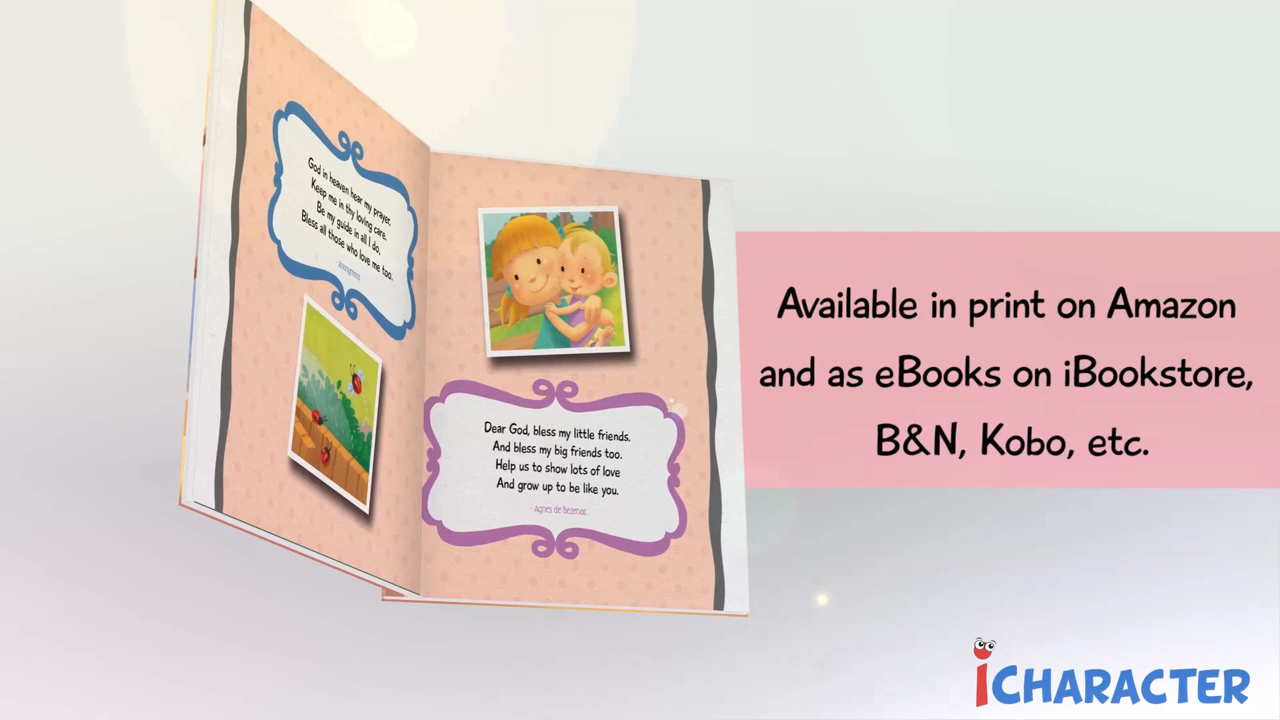 God in heaven hear my prayer,
Keep me in thy loving care.
Be my guide in all I do,
Bless all those who love me too.
- Anonymous
Dear God, bless my little friends.
And bless my big friends too.
Help us to show lots of love
And grow up to be like you.
- Agnes de Bezenac
Available in print on Amazon
and as eBooks on iBookstore,
B&N, Kobo, etc.
iCHARACTER